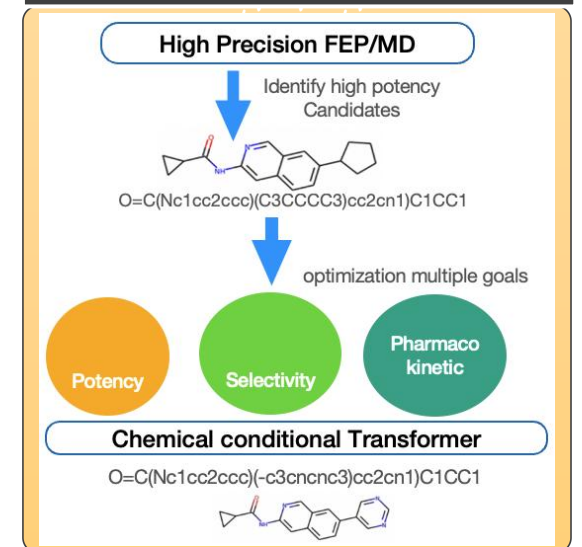 High Precision FEP/MD
Identify high potency
Candidates
O
N
NH
O=C(Nc1cc2ccc)(C3CCCC3)cc2cn1)C1CC1
optimization multiple goals
Potency
Selectivity
Pharmaco
kinetic
Chemical conditional Transformer
O=C(Nc1cc2ccc)(-c3cncnc3)cc2cn1)C1CC1
O
N
N
NH
N